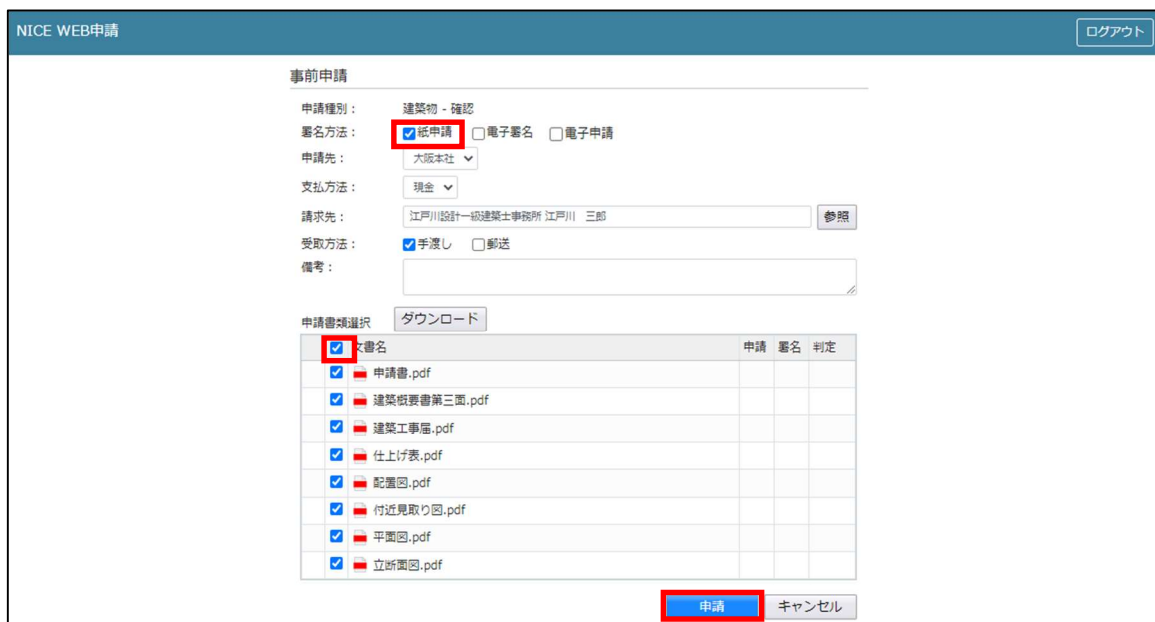 NICE WEB申請 ログアウト
事前申請
申請種別： 建築物 - 確認
署名方法： 紙申請 電子署名 電子申請
申請先： 大阪本社
支払方法： 現金
請求先： 江戸川設計一級建築士事務所 江戸川　三郎 参照
受取方法： 手渡し 郵送
備考：
申請書類選択 ダウンロード
文書名 申請 署名 判定
申請書.pdf
建築概要書第三面.pdf
建築工事届.pdf
仕上げ表.pdf
配置図.pdf
付近見取り図.pdf
平面図.pdf
立断面図.pdf
申請 キャンセル